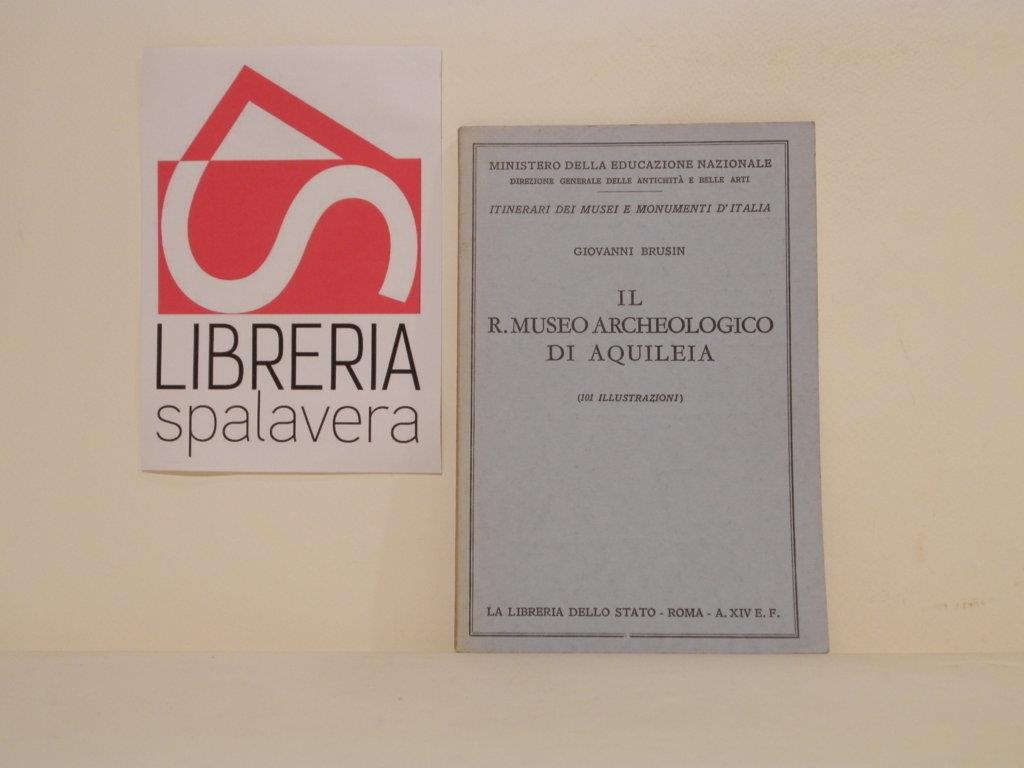 LIBRERIA
spalavera
MINISTERO DELLA EDUCAZIONE NAZIONALE
DIREZIONE GENERALE DELLE ANTICHITÀ E BELLE ARTI
ITINERARI DEI MUSEI E MONUMENTI D'ITALIA
GIOVANNI BRUSIN
IL
R. MUSEO ARCHEOLOGICO
DI AQUILEIA
(101 ILLUSTRAZIONI)
LA LIBRERIA DELLO STATO - ROMA - A. XIV E. F.